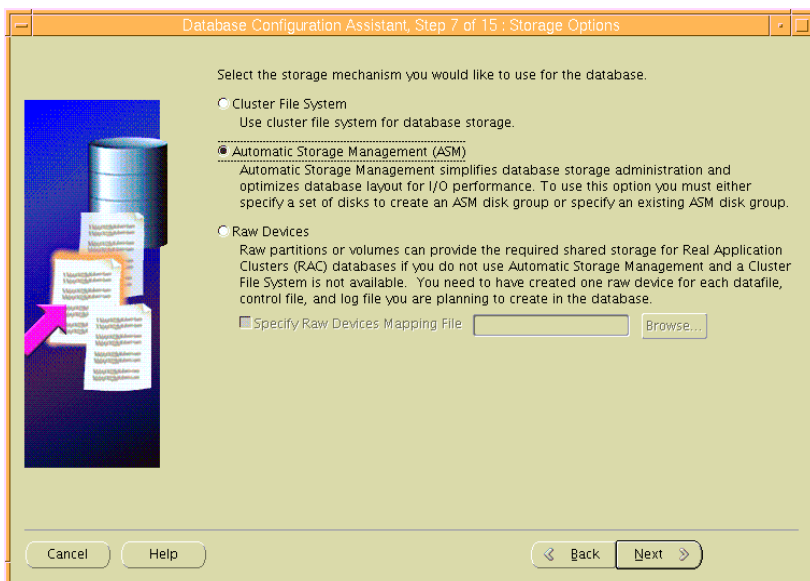 Database Configuration Assistant, Step 7 of 15 : Storage Options
Select the storage mechanism you would like to use for the database.
Cluster File System
Use cluster file system for database storage.
Automatic Storage Management (ASM)
Automatic Storage Management simplifies database storage administration and
optimizes database layout for I/O performance. To use this option you must either
specify a set of disks to create an ASM disk group or specify an existing ASM disk group.
Raw Devices
Raw partitions or volumes can provide the required shared storage for Real Application
Clusters (RAC) databases if you do not use Automatic Storage Management and a Cluster
File System is not available.  You need to have created one raw device for each datafile,
control file, and log file you are planning to create in the database.
Specify Raw Devices Mapping File
Browse...
Cancel
Help
Back
Next